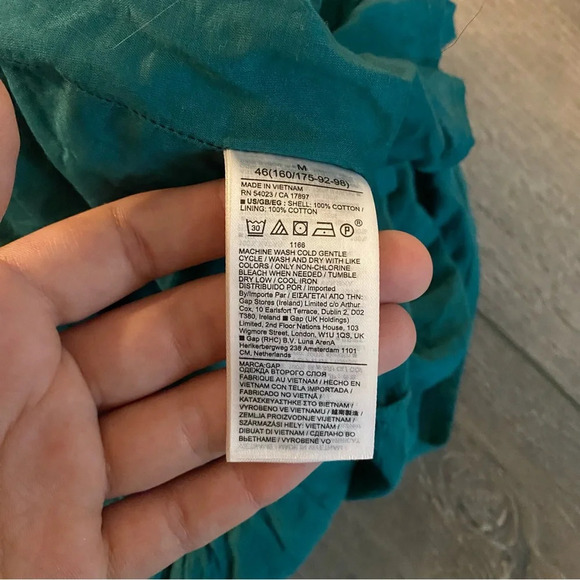 M
46(160/175-92-98)
MADE IN VIETNAM
RN 54023 / CA 17897
■ US/GB/EG : SHELL: 100% COTTON /
LINING: 100% COTTON
30 P ®
1166
MACHINE WASH COLD GENTLE
CYCLE / WASH AND DRY WITH LIKE
COLORS / ONLY NON-CHLORINE
BLEACH WHEN NEEDED / TUMBLE
DRY LOW / COOL IRON
DISTRIBUIDO POR / Imported
By/Importe Par / ΕΙΣΑΓΕΤΑΙ ΑΠΟ ΤΗΝ:
Gap Stores (Ireland) Limited c/o Arthur
Cox, 10 Earlsfort Terrace, Dublin 2, D02
T380, Ireland ■ Gap (UK Holdings)
Limited, 2nd Floor Nations House, 103
Wigmore Street, London, W1U 1QS, UK
■ Gap (RHC) B.V. Luna ArenA
Herikerbergweg 238 Amsterdam 1101
CM, Netherlands
MARCA:GAP
ОДЕЖДА ВТОРОГО СЛОЯ
FABRIQUE AU VIETNAM / HECHO EN
VIETNAM CON TELA IMPORTADA /
FABRICADO NO VIETNÃ /
ΚΑΤΑΣΚΕΥΑΣΤΗΚΕ ΣΤΟ ΒΙΕΤΝΑΜ /
VYROBENO VE VIETNAMU / 越南製造 /
ZEMLJA PROIZVODNJE VIJETNAM /
SZÁRMAZÁSI HELY: VIETNAM /
DIBUAT DI VIETNAM / СДЕЛАНО ВО
ВЬЕТНАМЕ / VYROBENÉ VO